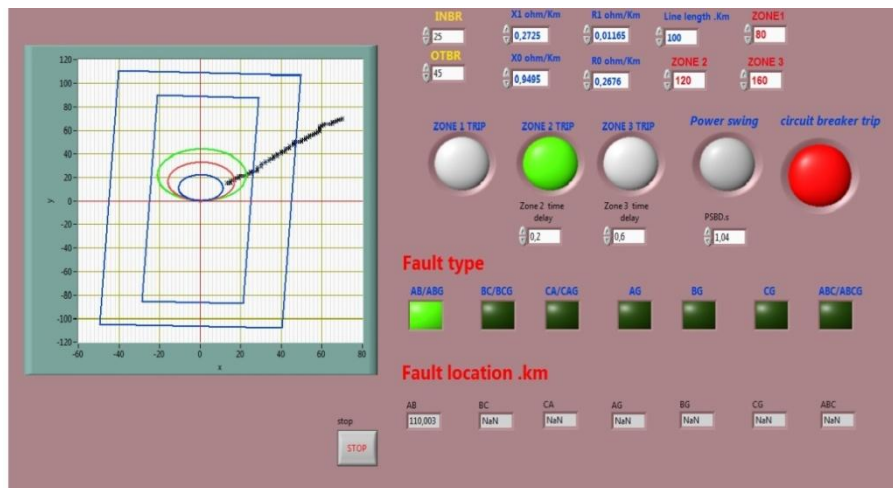 INBR X1 ohm/Km R1 ohm/Km Line length .Km ZONE1
25 0,2725 0,01165 100 80
OTBR X0 ohm/Km R0 ohm/Km ZONE 2 ZONE 3
45 0,9495 0,2676 120 160
ZONE 1 TRIP ZONE 2 TRIP ZONE 3 TRIP Power swing circuit breaker trip
Zone 2 time delay Zone 3 time delay PSBD.s
0,2 0,6 1,04
120
100
80
60
40
20
0
-20
-40
-60
-80
-100
-120
y
-60 -40 -20 0 20 40 60 80
x
Fault type
AB/ABG BC/BCG CA/CAG AG BG CG ABC/ABCG
Fault location .km
AB BC CA AG BG CG ABC
110,003 NaN NaN NaN NaN NaN NaN
stop
STOP